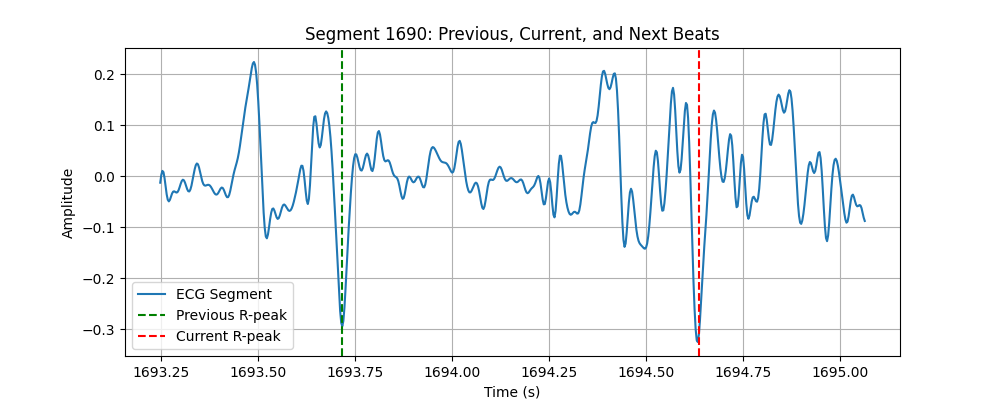 Segment 1690: Previous, Current, and Next Beats
Amplitude
0.2
0.1
0.0
−0.1
−0.2
−0.3
ECG Segment
Previous R-peak
Current R-peak
1693.25 1693.50 1693.75 1694.00 1694.25 1694.50 1694.75 1695.00
Time (s)